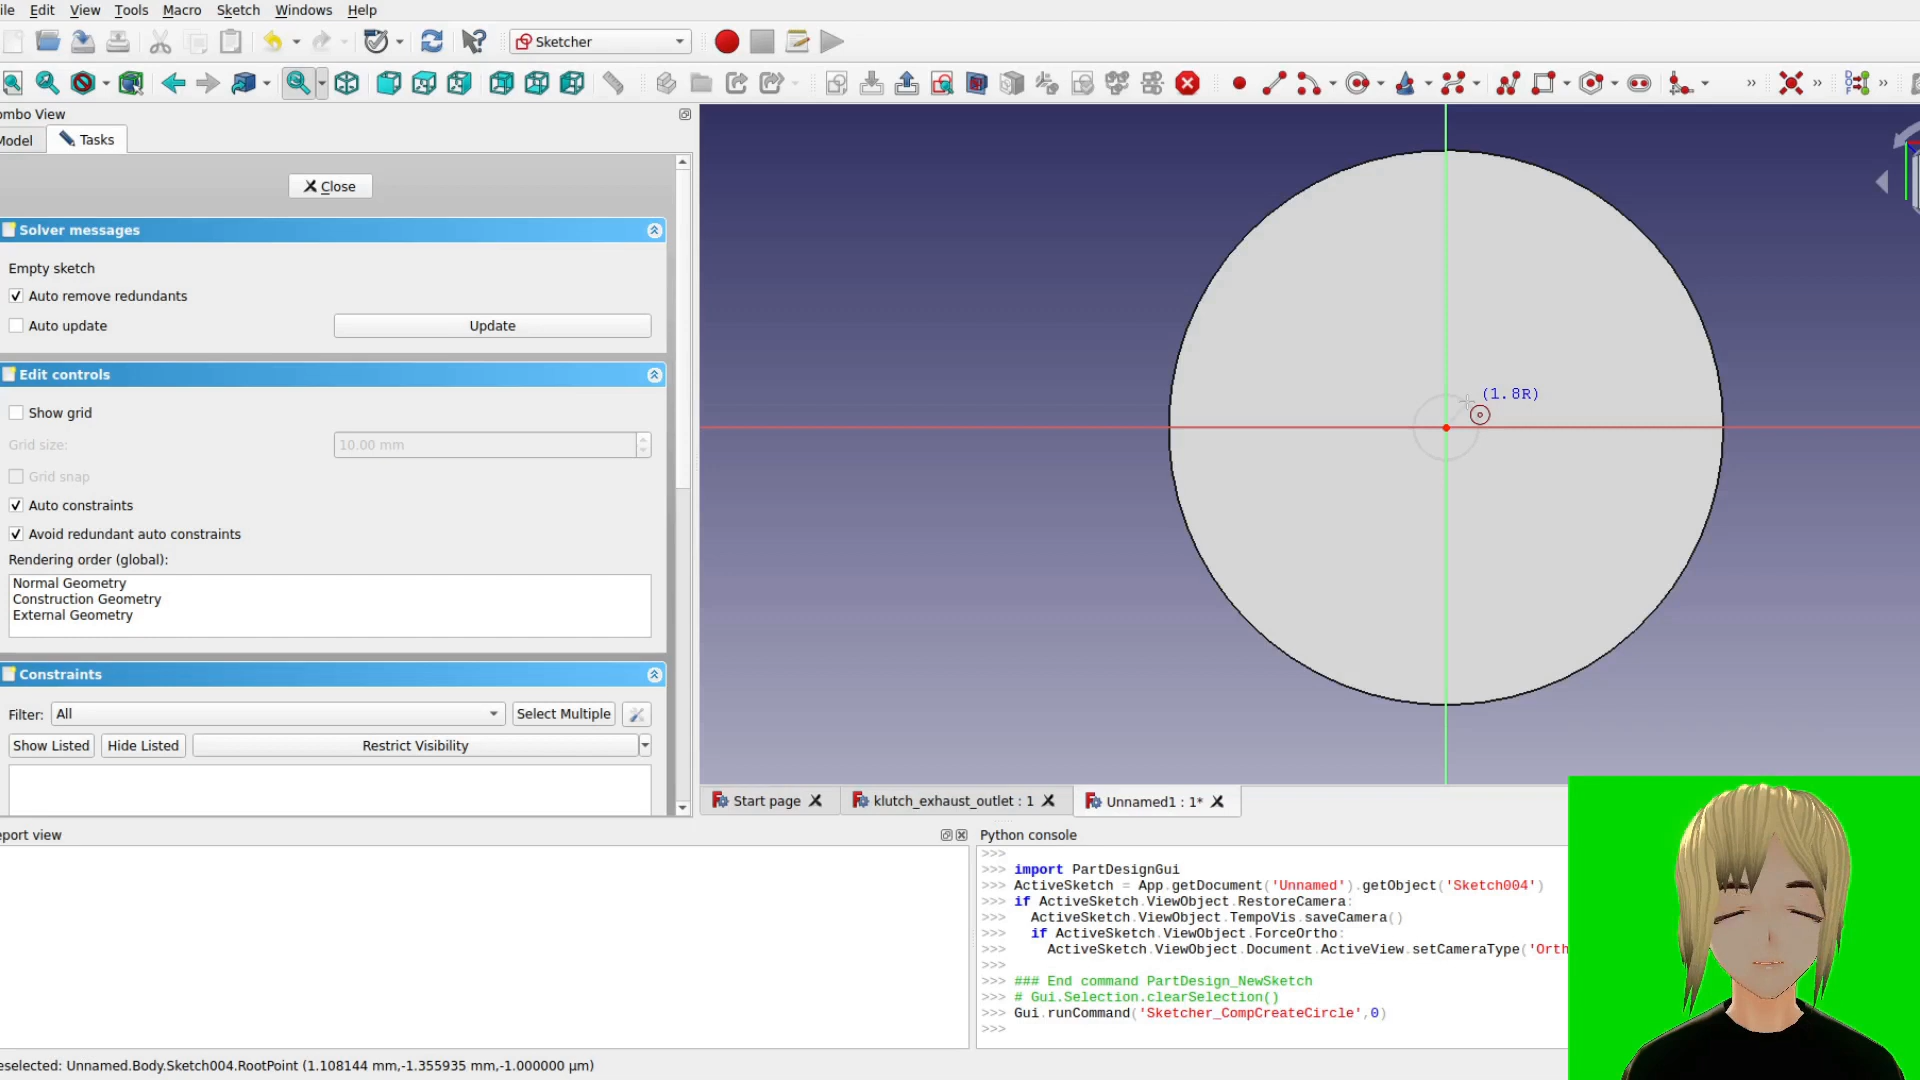 ile Edit View Tools Macro Sketch Windows Help
Sketcher
ombo View
Model Tasks
Close
Solver messages
Empty sketch
Auto remove redundants
Auto update Update
Edit controls
Show grid
Grid size: 10.00 mm
Grid snap
Auto constraints
Avoid redundant auto constraints
Rendering order (global):
Normal Geometry
Construction Geometry
External Geometry
Constraints
Filter: All Select Multiple
Show Listed Hide Listed Restrict Visibility
(1.8R)
Start page klutch_exhaust_outlet : 1 Unnamed1 : 1*
eport view
Python console
>>>
>>> import PartDesignGui
>>> ActiveSketch = App.getDocument('Unnamed').getObject('Sketch004')
>>> if ActiveSketch.ViewObject.RestoreCamera:
>>> ActiveSketch.ViewObject.TempoVis.saveCamera()
>>> if ActiveSketch.ViewObject.ForceOrtho:
>>> ActiveSketch.ViewObject.Document.ActiveView.setCameraType('Orth
>>>
>>> ### End command PartDesign_NewSketch
>>> # Gui.Selection.clearSelection()
>>> Gui.runCommand('Sketcher_CompCreateCircle',0)
>>>
eselected: Unnamed.Body.Sketch004.RootPoint (1.108144 mm,-1.355935 mm,-1.000000 µm)